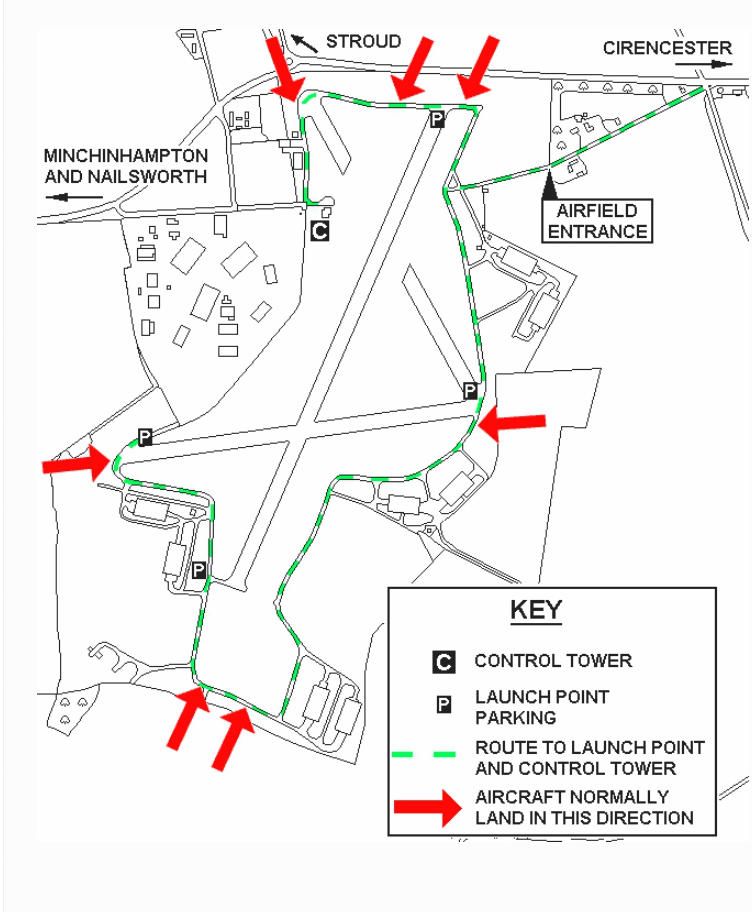 STROUD
CIRENCESTER
P
MINCHINHAMPTON
AND NAILSWORTH
C
AIRFIELD
ENTRANCE
P
P
P
KEY
C CONTROL TOWER
P LAUNCH POINT
PARKING
ROUTE TO LAUNCH POINT
AND CONTROL TOWER
AIRCRAFT NORMALLY
LAND IN THIS DIRECTION